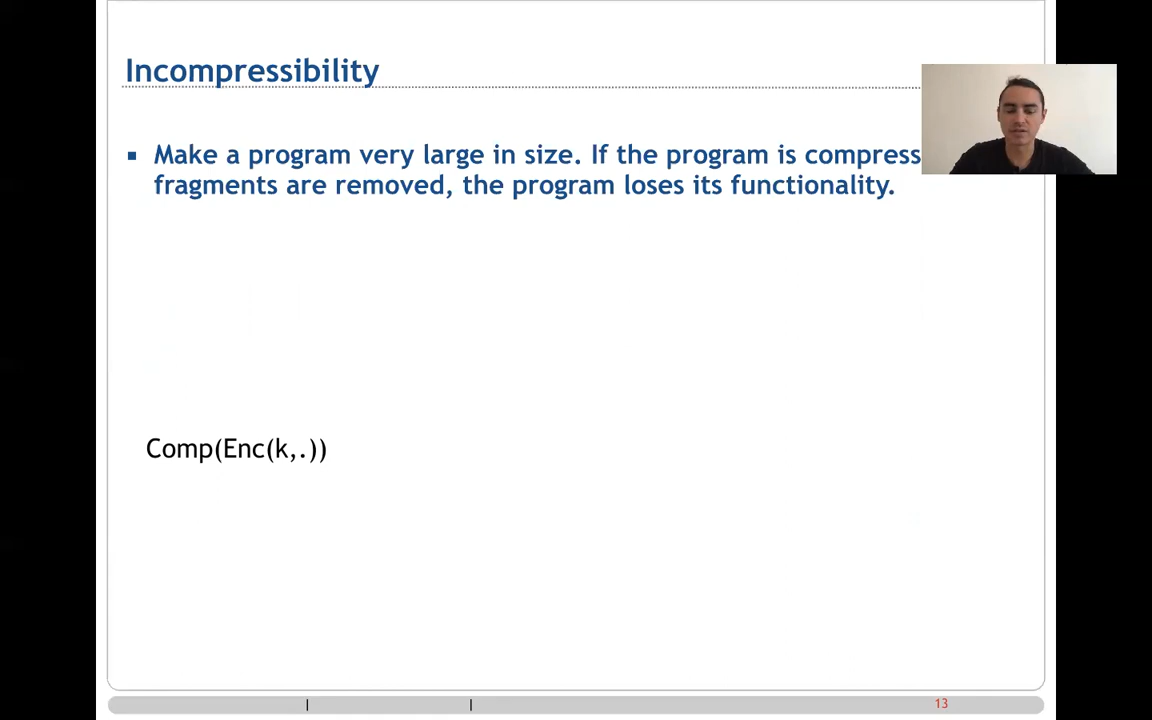 Incompressibility
▪ Make a program very large in size. If the program is compress
fragments are removed, the program loses its functionality.
Comp(Enc(k,.))
13